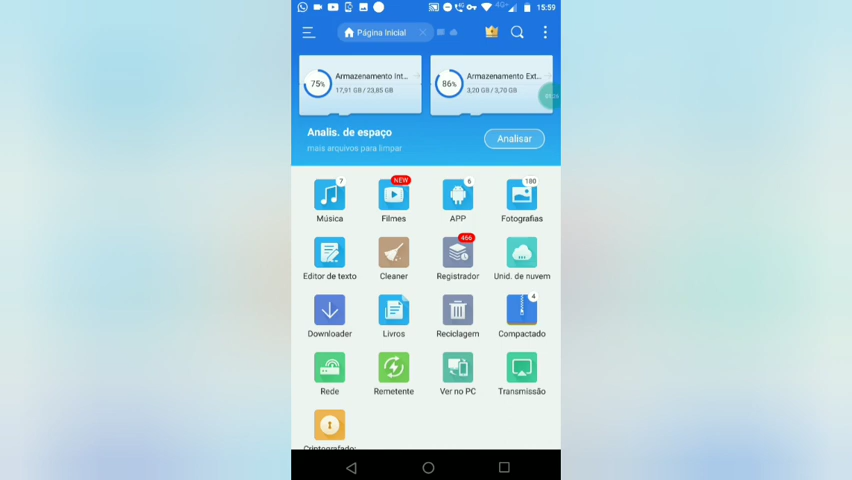 4G+ 15:59
Página Inicial
75% Armazenamento Int...
17,91 GB / 23,85 GB
86% Armazenamento Ext...
3,20 GB / 3,70 GB
Analis. de espaço
mais arquivos para limpar
Analisar
7 NEW 6 180
Música Filmes APP Fotografias
466
Editor de texto Cleaner Registrador Unid. de nuvem
4
Downloader Livros Reciclagem Compactado
Rede Remetente Ver no PC Transmissão